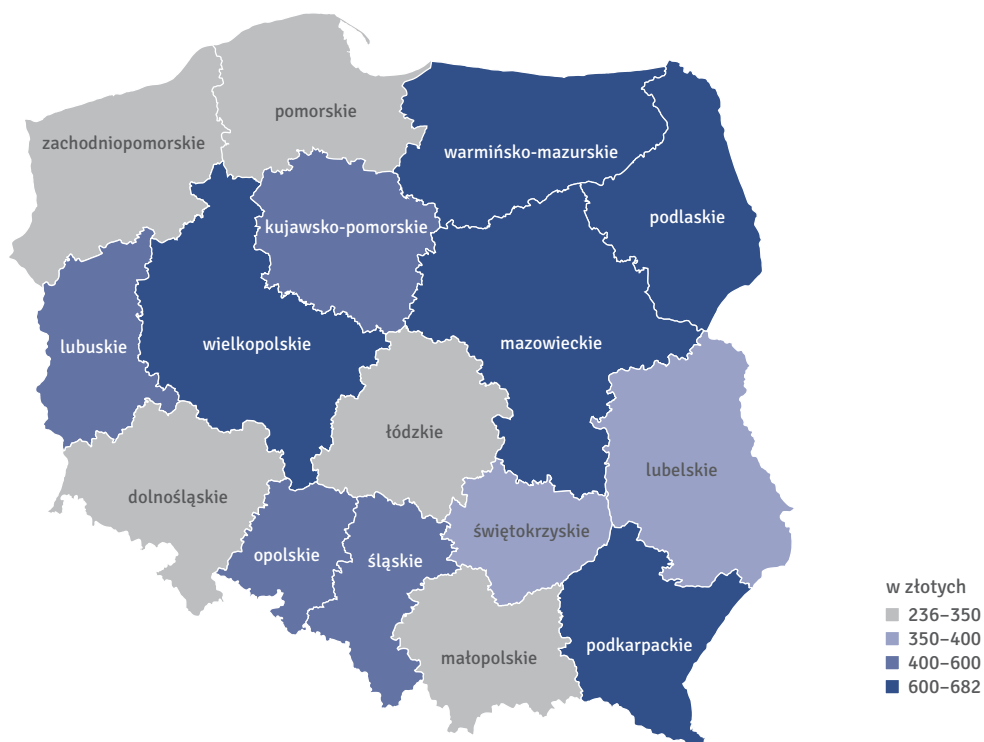 pomorskie
zachodniopomorskie
warmińsko-mazurskie
podlaskie
kujawsko-pomorskie
lubuskie
wielkopolskie
mazowieckie
łódzkie
lubelskie
dolnośląskie
świętokrzyskie
opolskie
śląskie
podkarpackie
małopolskie
w złotych
236–350
350–400
400–600
600–682